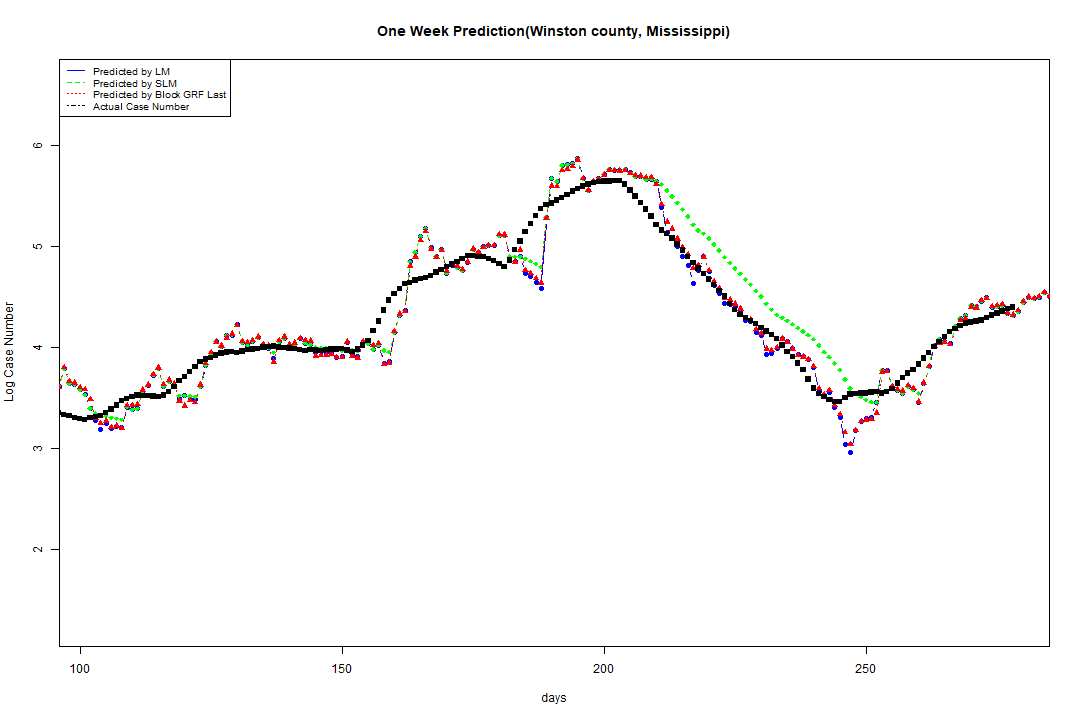 One Week Prediction(Winston county, Mississippi)
Predicted by LM
Predicted by SLM
Predicted by Block GRF Last
Actual Case Number
6
5
4
3
2
Log Case Number
100 150 200 250
days